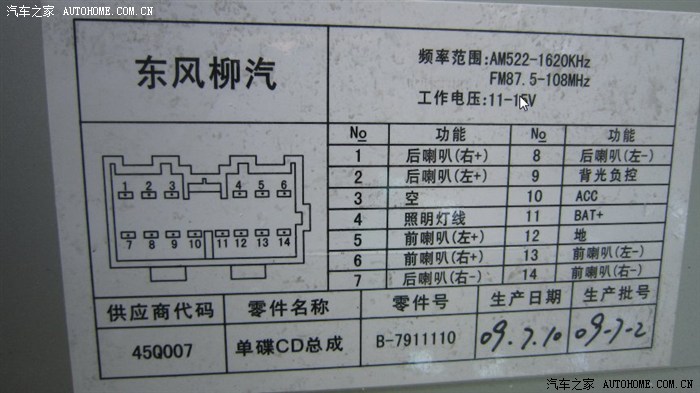 汽车之家 AUTOHOME.COM.CN
东风柳汽
频率范围:AM522-1620KHz
FM87.5-108MHz
工作电压:11-15V
No 功能 No 功能
1 后喇叭(右+) 8 后喇叭(左-)
2 后喇叭(左+) 9 背光负控
3 空 10 ACC
4 照明灯线 11 BAT+
5 前喇叭(左+) 12 地
6 前喇叭(右+) 13 前喇叭(左-)
7 后喇叭(右-) 14 前喇叭(右-)
1 2 3 4 5 6
7 8 9 10 11 12 13 14
供应商代码 零件名称 零件号 生产日期 生产批号
45Q007 单碟CD总成 B-7911110 09.7.10 09-7-2
汽车之家 AUTOHOME.COM.CN